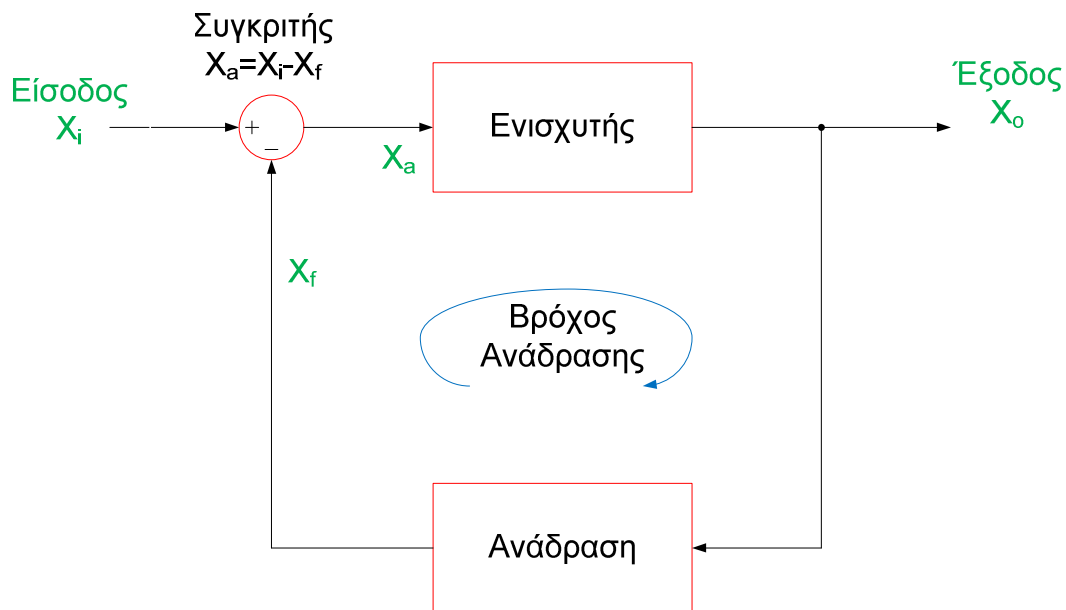 Συγκριτής
Xa=Xi-Xf
Είσοδος
Xi
+
−
Xa
Ενισχυτής
Έξοδος
Xo
Xf
Βρόχος
Ανάδρασης
Ανάδραση